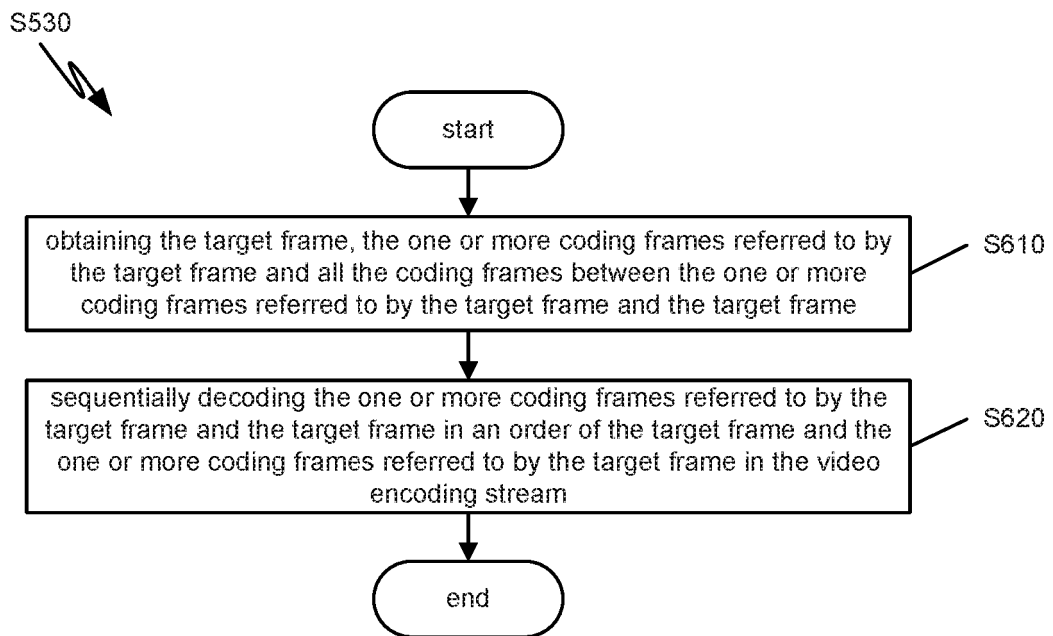 S530
start
obtaining the target frame, the one or more coding frames referred to by
the target frame and all the coding frames between the one or more
coding frames referred to by the target frame and the target frame
S610
sequentially decoding the one or more coding frames referred to by the
target frame and the target frame in an order of the target frame and the
one or more coding frames referred to by the target frame in the video
encoding stream
S620
end